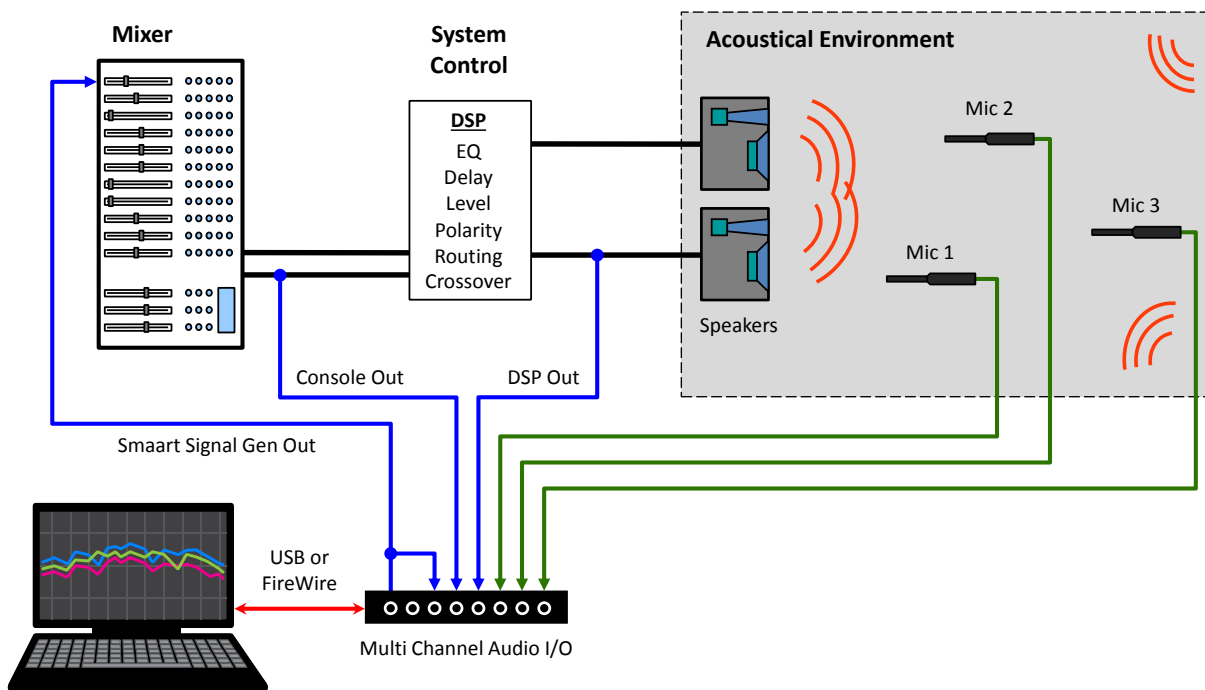 Mixer
System
Control
Acoustical Environment
DSP
EQ
Delay
Level
Polarity
Routing
Crossover
Mic 2
Mic 3
Mic 1
Speakers
Console Out
DSP Out
Smaart Signal Gen Out
USB or
FireWire
Multi Channel Audio I/O